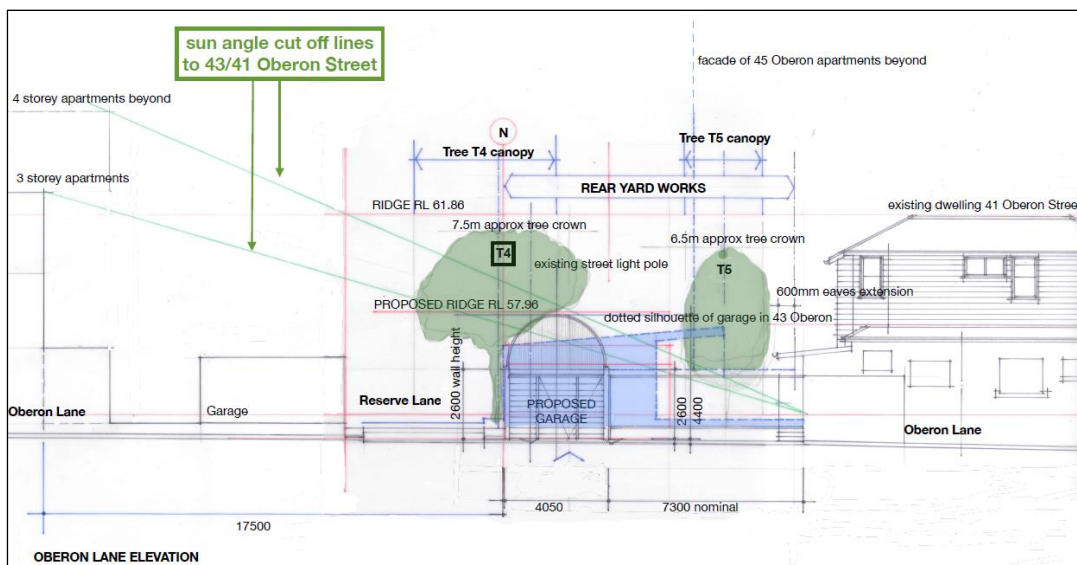 sun angle cut off lines
to 43/41 Oberon Street
facade of 45 Oberon apartments beyond
4 storey apartments beyond
N
Tree T4 canopy
Tree T5 canopy
3 storey apartments
REAR YARD WORKS
RIDGE RL 61.86
existing dwelling 41 Oberon Stree
7.5m approx tree crown
6.5m approx tree crown
T4
existing street light pole
T5
600mm eaves extension
PROPOSED RIDGE RL 57.96
dotted silhouette of garage in 43 Oberon
2600 wall height
Oberon Lane
Garage
Reserve Lane
PROPOSED
GARAGE
2600
4400
Oberon Lane
4050
7300 nominal
17500
OBERON LANE ELEVATION